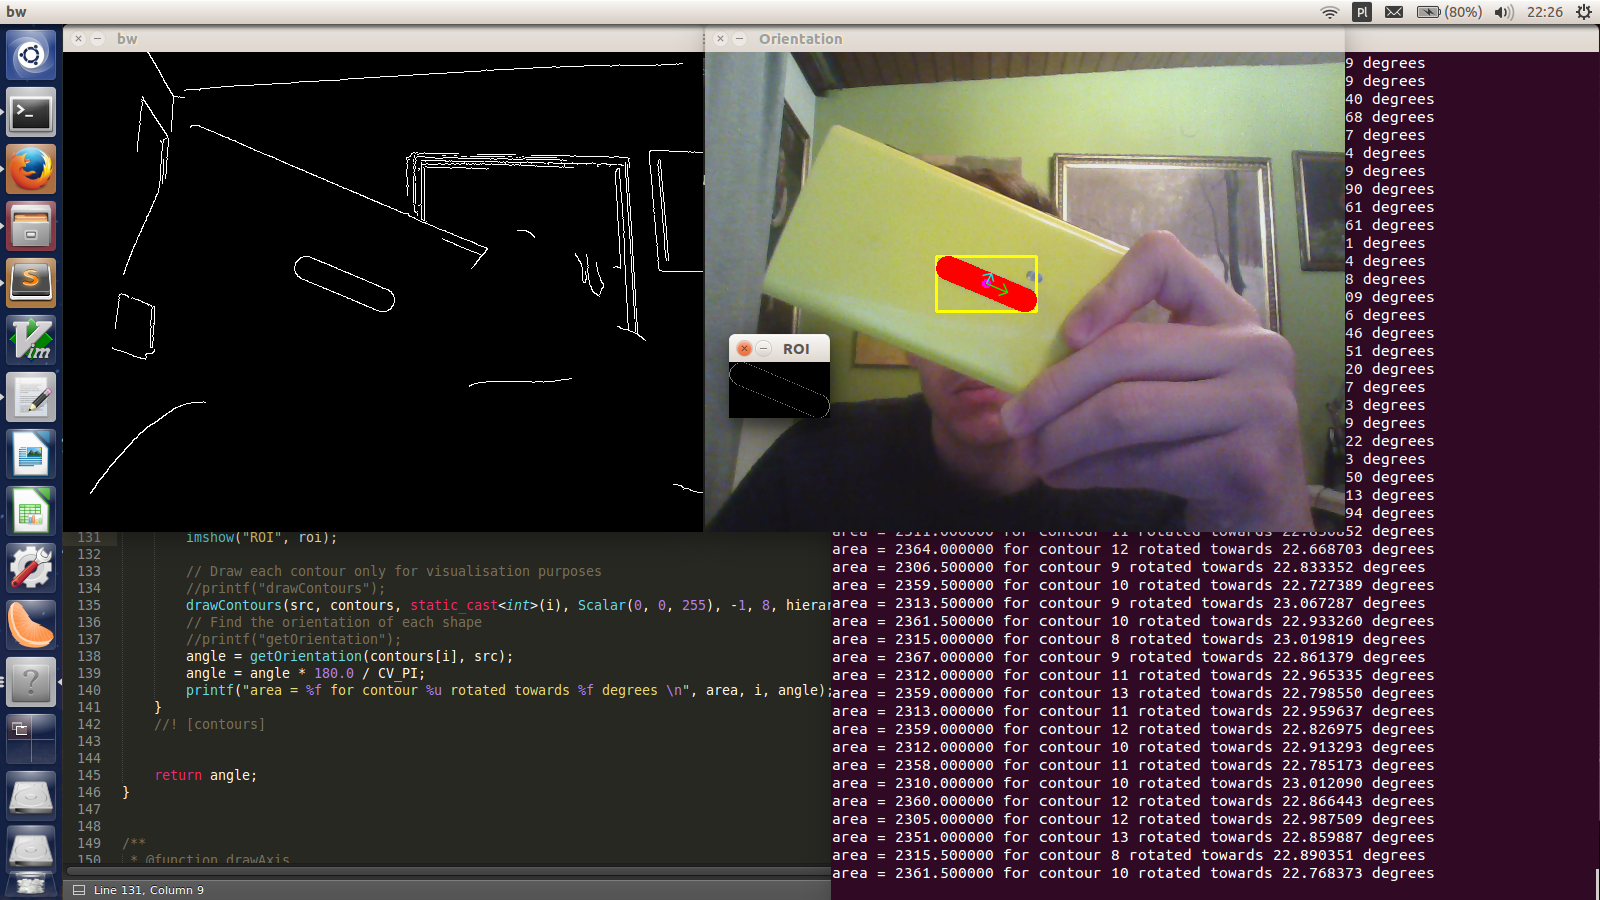 bw
Pl
(80%)
22:26
bw
Orientation
9 degrees
9 degrees
40 degrees
68 degrees
7 degrees
4 degrees
9 degrees
90 degrees
61 degrees
61 degrees
1 degrees
4 degrees
8 degrees
09 degrees
6 degrees
46 degrees
51 degrees
20 degrees
7 degrees
3 degrees
9 degrees
22 degrees
3 degrees
50 degrees
13 degrees
94 degrees
52 degrees
ROI
131 imshow("ROI", roi);
132
133 // Draw each contour only for visualisation purposes
134 //printf("drawContours");
135 drawContours(src, contours, static_cast<int>(i), Scalar(0, 0, 255), -1, 8, hierar
136 // Find the orientation of each shape
137 //printf("getOrientation");
138 angle = getOrientation(contours[i], src);
139 angle = angle * 180.0 / CV_PI;
140 printf("area = %f for contour %u rotated towards %f degrees \n", area, i, angle);
141 }
142 //! [contours]
143
144
145 return angle;
146 }
147
148
149 /**
150 * @function drawAxis
Line 131, Column 9
area = 2364.000000 for contour 12 rotated towards 22.668703 degrees
area = 2306.500000 for contour 9 rotated towards 22.833352 degrees
area = 2359.500000 for contour 10 rotated towards 22.727389 degrees
area = 2313.500000 for contour 9 rotated towards 23.067287 degrees
area = 2361.500000 for contour 10 rotated towards 22.933260 degrees
area = 2315.000000 for contour 8 rotated towards 23.019819 degrees
area = 2367.000000 for contour 9 rotated towards 22.861379 degrees
area = 2312.000000 for contour 11 rotated towards 22.965335 degrees
area = 2359.000000 for contour 13 rotated towards 22.798550 degrees
area = 2313.000000 for contour 11 rotated towards 22.959637 degrees
area = 2359.000000 for contour 12 rotated towards 22.826975 degrees
area = 2312.000000 for contour 10 rotated towards 22.913293 degrees
area = 2358.000000 for contour 11 rotated towards 22.785173 degrees
area = 2310.000000 for contour 10 rotated towards 23.012090 degrees
area = 2360.000000 for contour 12 rotated towards 22.866443 degrees
area = 2305.000000 for contour 12 rotated towards 22.987509 degrees
area = 2351.000000 for contour 13 rotated towards 22.859887 degrees
area = 2315.500000 for contour 8 rotated towards 22.890351 degrees
area = 2361.500000 for contour 10 rotated towards 22.768373 degrees